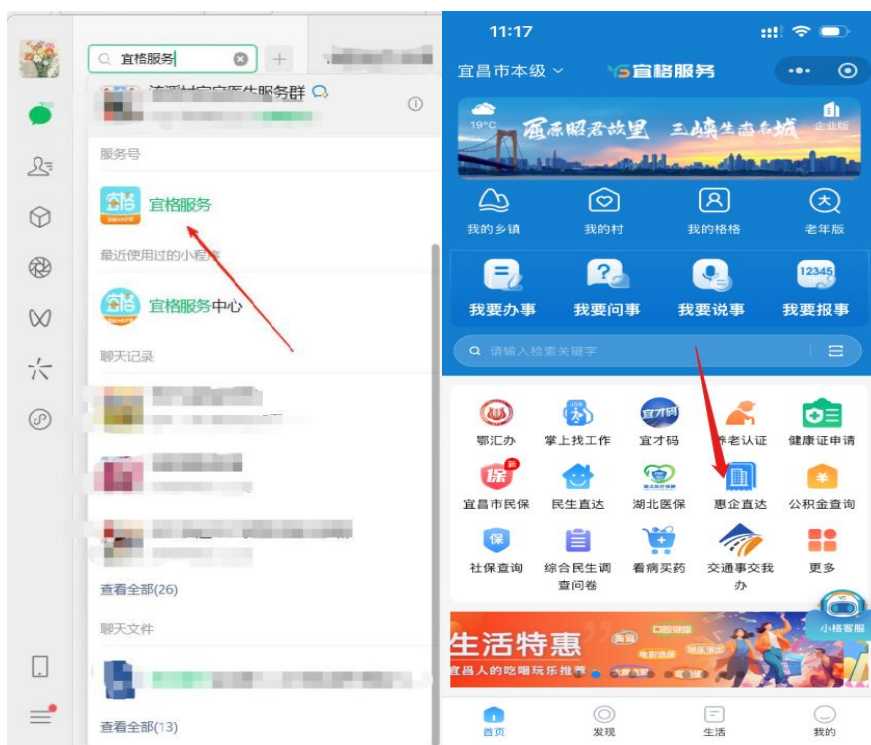 宜格服务
服务号
宜格服务
最近使用过的小程序
宜格服务中心
聊天记录
查看全部(26)
聊天文件
查看全部(13)
11:17
宜昌市本级
宜格服务
19°C
屈原昭君故里 三峡生态名城
企业版
我的乡镇
我的村
我的格格
老年版
12345
我要办事
我要问事
我要说事
我要报事
请输入检索关键字
宜才码
鄂汇办
掌上找工作
宜才码
养老认证
健康证申请
新
保
宜昌市民保
民生直达
湖北医保
惠企直达
公积金查询
保
社保查询
综合民生调查问卷
看病买药
交通事交我办
更多
小格客服
生活特惠
宜昌人的吃喝玩乐推荐
首页
发现
生活
我的